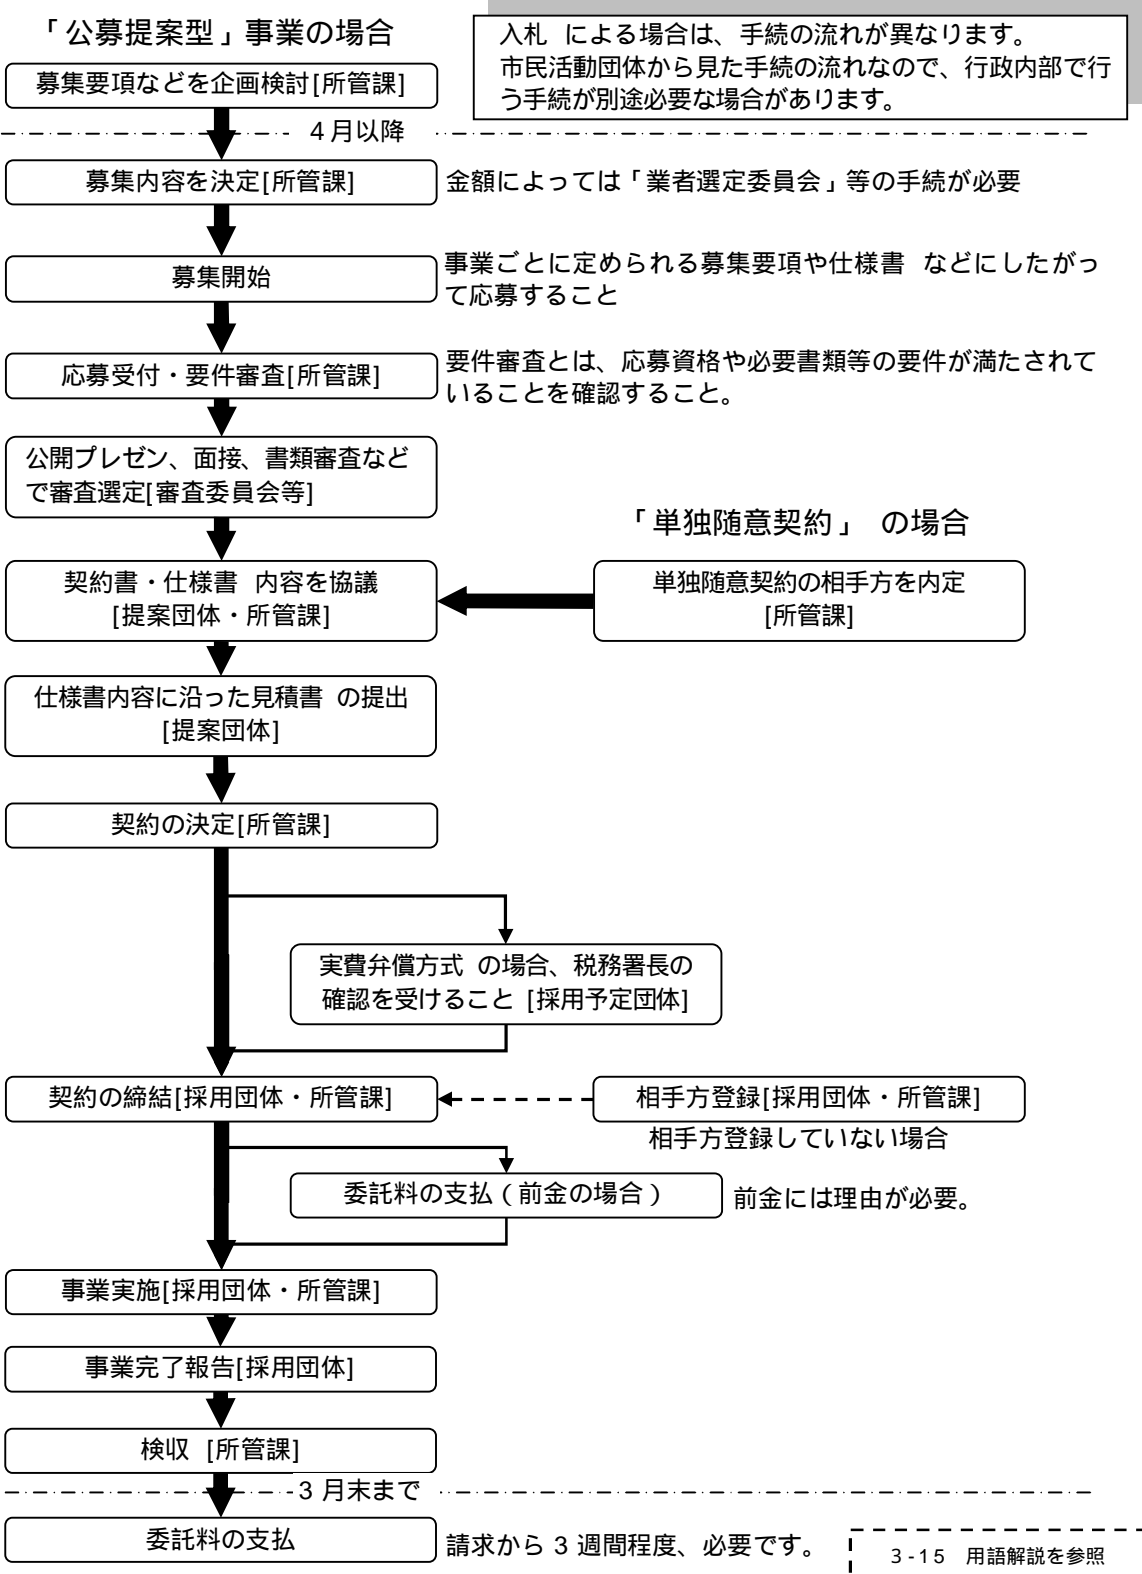 「公募提案型」事業の場合
入札 による場合は、手続の流れが異なります。
市民活動団体から見た手続の流れなので、行政内部で行
う手続が別途必要な場合があります。
募集要項などを企画検討[所管課]
4月以降
募集内容を決定[所管課]
金額によっては「業者選定委員会」等の手続が必要
募集開始
事業ごとに定められる募集要項や仕様書 などにしたがっ
て応募すること
応募受付・要件審査[所管課]
要件審査とは、応募資格や必要書類等の要件が満たされて
いることを確認すること。
公開プレゼン、面接、書類審査など
で審査選定[審査委員会等]
「単独随意契約」 の場合
契約書・仕様書 内容を協議
[提案団体・所管課]
単独随意契約の相手方を内定
[所管課]
仕様書内容に沿った見積書 の提出
[提案団体]
契約の決定[所管課]
実費弁償方式 の場合、税務署長の
確認を受けること [採用予定団体]
契約の締結[採用団体・所管課]
相手方登録[採用団体・所管課]
相手方登録していない場合
委託料の支払(前金の場合)
前金には理由が必要。
事業実施[採用団体・所管課]
事業完了報告[採用団体]
検収 [所管課]
3月末まで
委託料の支払
請求から3週間程度、必要です。
3-15 用語解説を参照